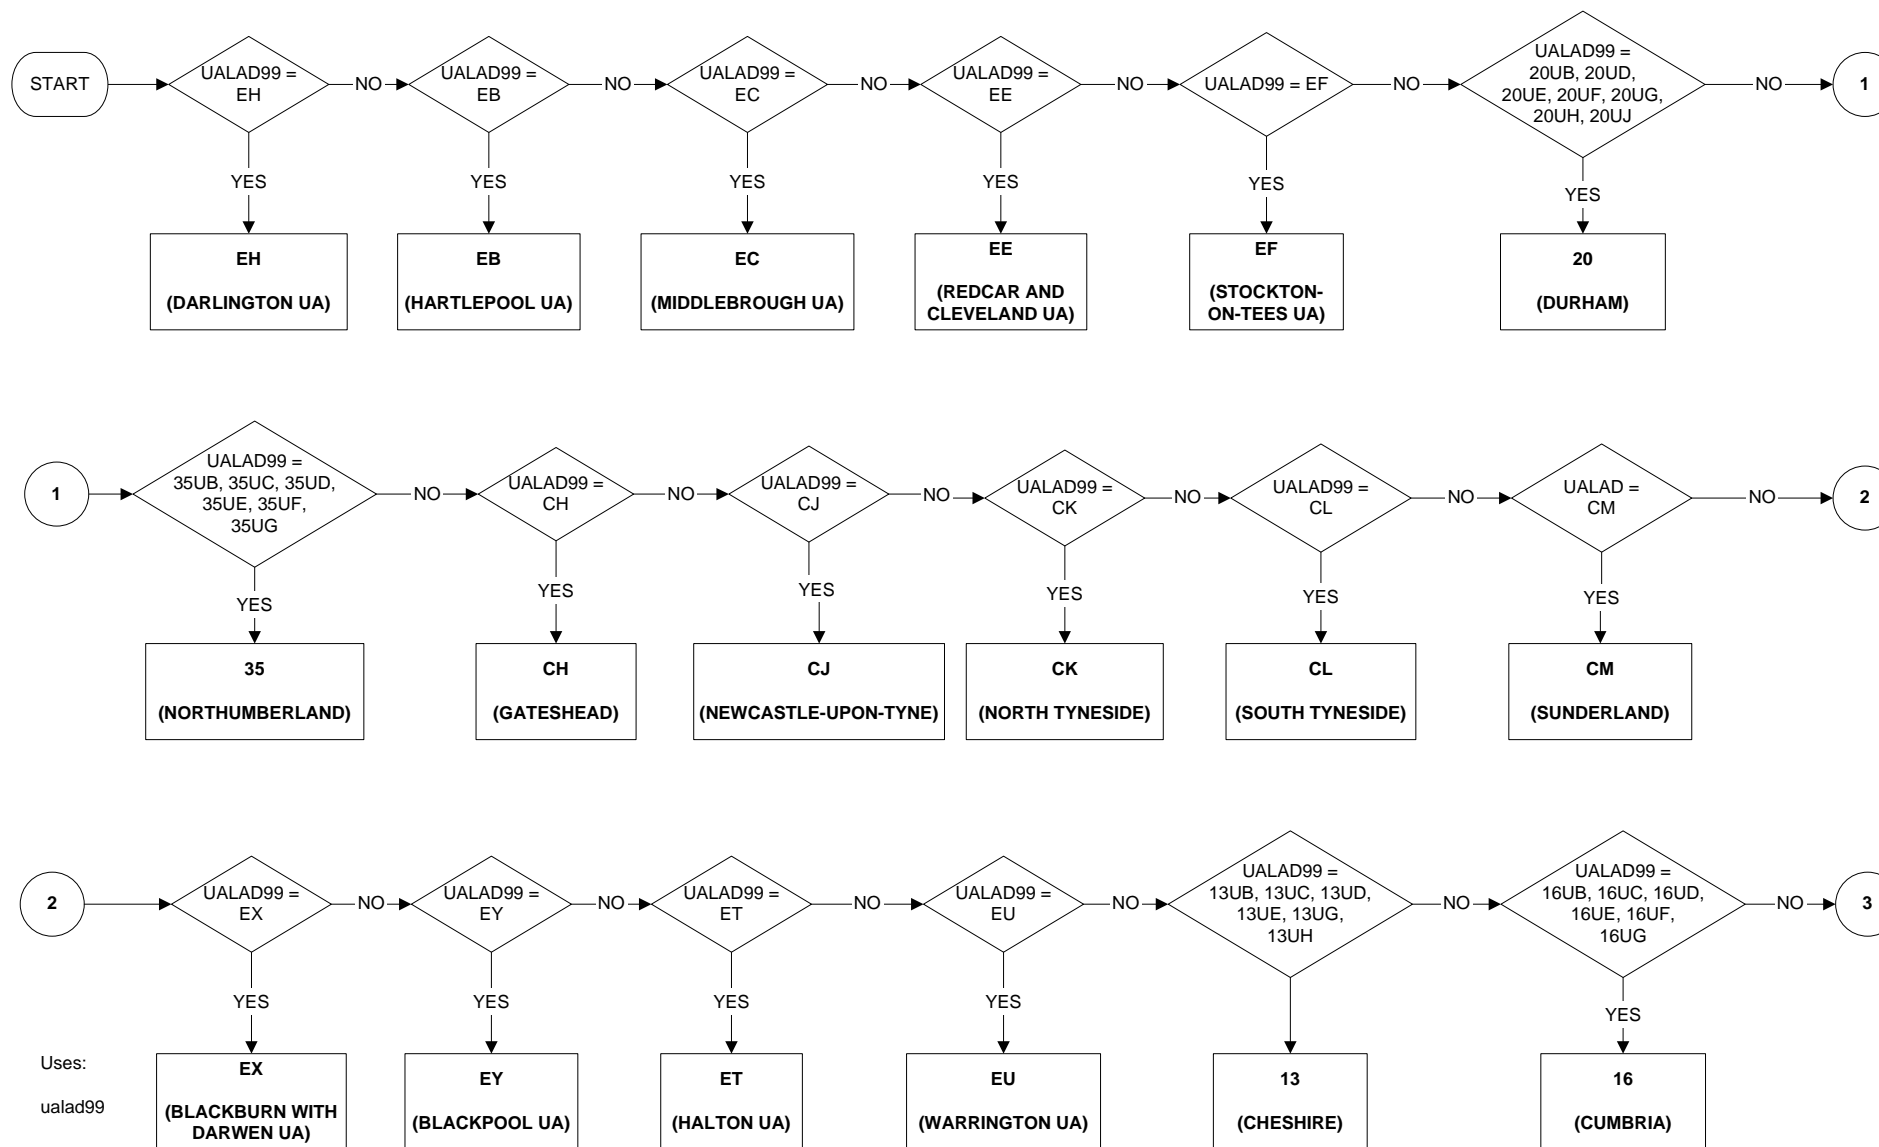 START
UALAD99 =
EH
NO
UALAD99 =
EB
NO
UALAD99 =
EC
NO
UALAD99 =
EE
NO
UALAD99 = EF
NO
UALAD99 =
20UB, 20UD,
20UE, 20UF, 20UG,
20UH, 20UJ
NO
1
YES
YES
YES
YES
YES
YES
EH
(DARLINGTON UA)
EB
(HARTLEPOOL UA)
EC
(MIDDLEBROUGH UA)
EE
(REDCAR AND
CLEVELAND UA)
EF
(STOCKTON-
ON-TEES UA)
20
(DURHAM)
1
UALAD99 =
35UB, 35UC, 35UD,
35UE, 35UF,
35UG
NO
UALAD99 =
CH
NO
UALAD99 =
CJ
NO
UALAD99 =
CK
NO
UALAD99 =
CL
NO
UALAD =
CM
NO
2
YES
YES
YES
YES
YES
YES
35
(NORTHUMBERLAND)
CH
(GATESHEAD)
CJ
(NEWCASTLE-UPON-TYNE)
CK
(NORTH TYNESIDE)
CL
(SOUTH TYNESIDE)
CM
(SUNDERLAND)
2
UALAD99 =
EX
NO
UALAD99 =
EY
NO
UALAD99 =
ET
NO
UALAD99 =
EU
NO
UALAD99 =
13UB, 13UC, 13UD,
13UE, 13UG,
13UH
NO
UALAD99 =
16UB, 16UC, 16UD,
16UE, 16UF,
16UG
NO
3
YES
YES
YES
YES
YES
Uses:
ualad99
EX
(BLACKBURN WITH
DARWEN UA)
EY
(BLACKPOOL UA)
ET
(HALTON UA)
EU
(WARRINGTON UA)
13
(CHESHIRE)
16
(CUMBRIA)